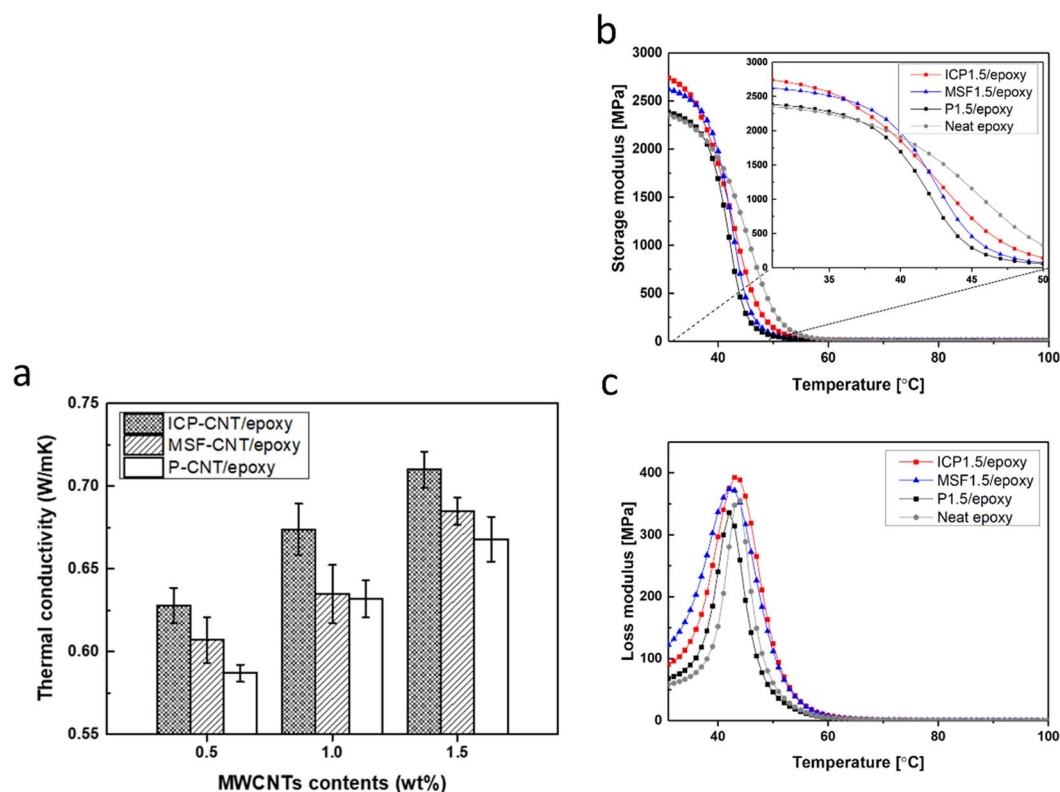 a
0.75
0.70
0.65
0.60
0.55
Thermal conductivity (W/mK)
ICP-CNT/epoxy
MSF-CNT/epoxy
P-CNT/epoxy
0.5 1.0 1.5
MWCNTs contents (wt%)
b
3000
2500
2000
1500
1000
500
0
Storage modulus [MPa]
3000
2500
2000
1500
1000
500
0
ICP1.5/epoxy
MSF1.5/epoxy
P1.5/epoxy
Neat epoxy
35 40 45 50
40 60 80 100
Temperature [°C]
c
400
300
200
100
0
Loss modulus [MPa]
ICP1.5/epoxy
MSF1.5/epoxy
P1.5/epoxy
Neat epoxy
40 60 80 100
Temperature [°C]